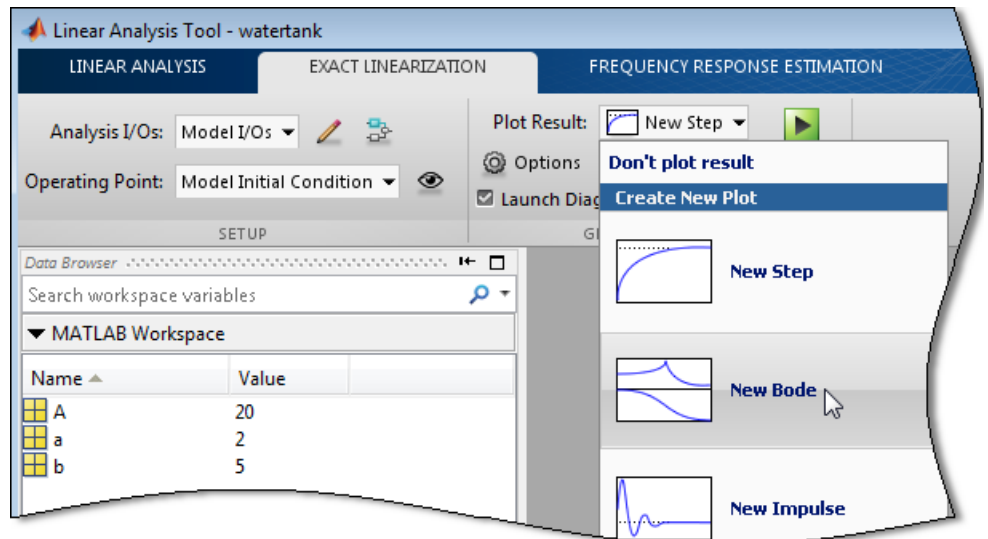 Linear Analysis Tool - watertank
LINEAR ANALYSIS
EXACT LINEARIZATION
FREQUENCY RESPONSE ESTIMATION
Analysis I/Os: Model I/Os
Operating Point: Model Initial Condition
SETUP
Plot Result: New Step
Options
Launch Diag
Don't plot result
Create New Plot
New Step
New Bode
New Impulse
Data Browser
Search workspace variables
MATLAB Workspace
Name Value
A 20
a 2
b 5